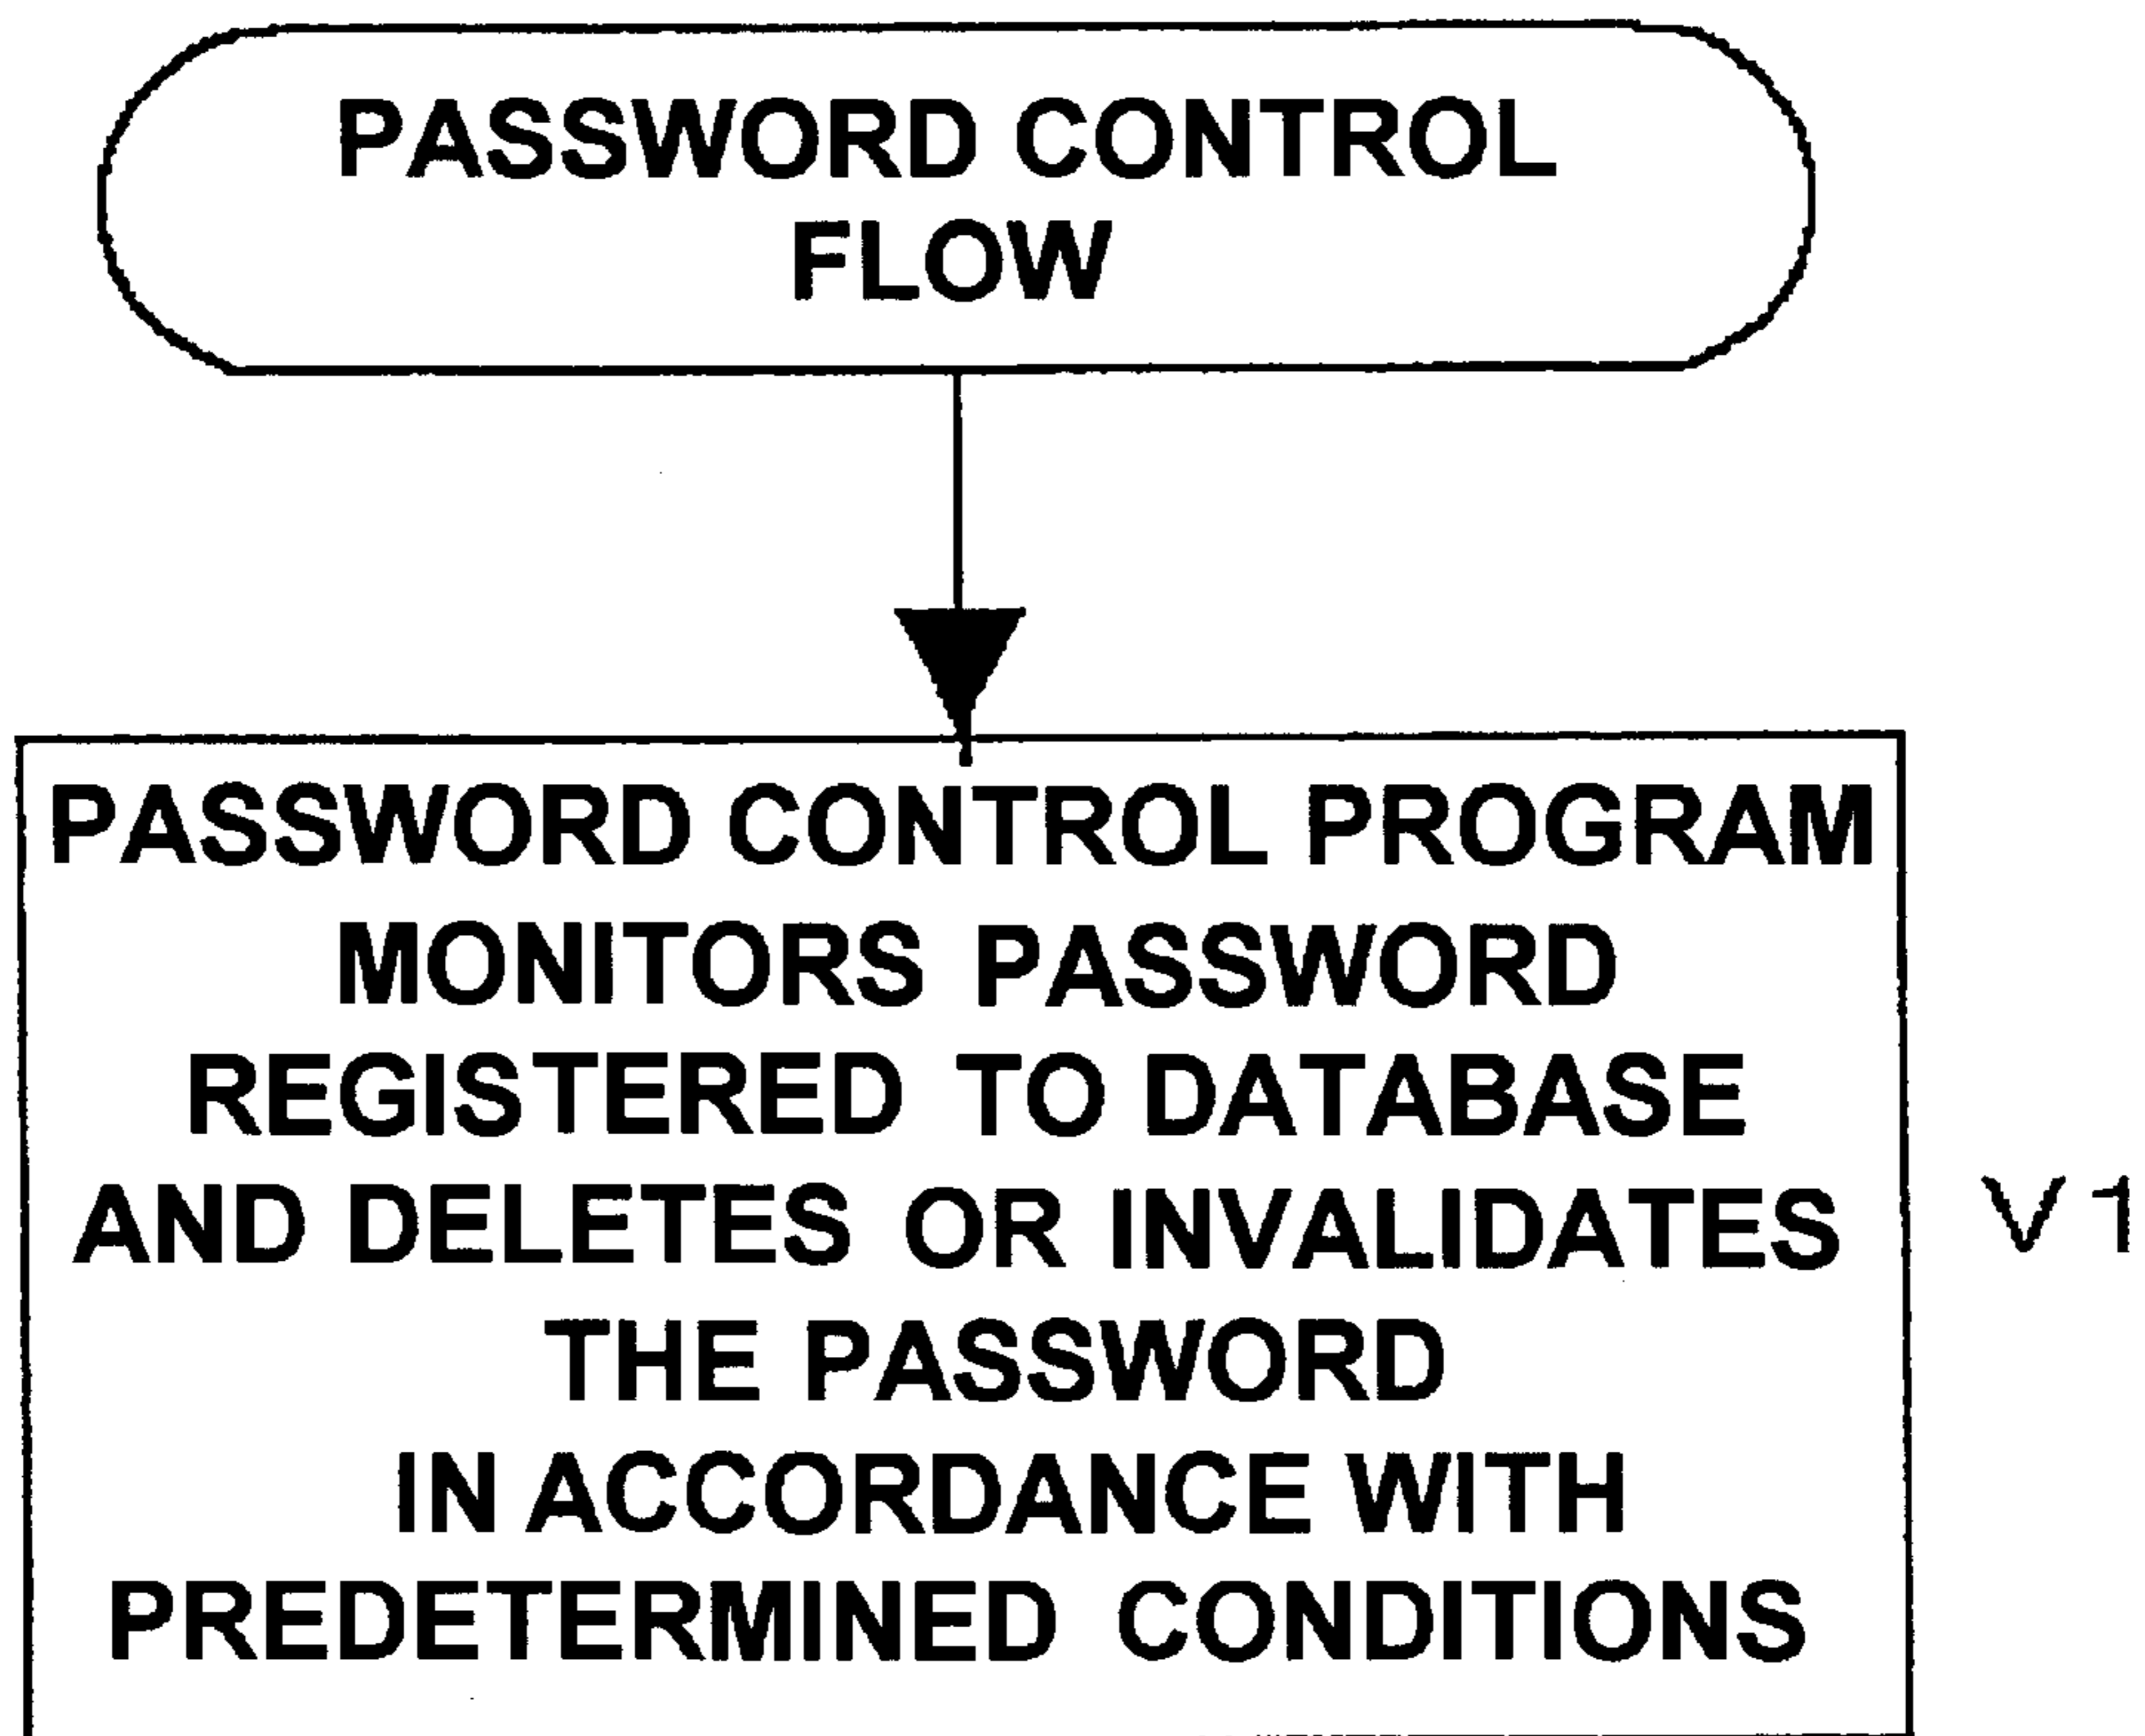 PASSWORD CONTROL
FLOW
PASSWORD CONTROL PROGRAM
MONITORS PASSWORD
REGISTERED TO DATABASE
AND DELETES OR INVALIDATES
THE PASSWORD
IN ACCORDANCE WITH
PREDETERMINED CONDITIONS
V1